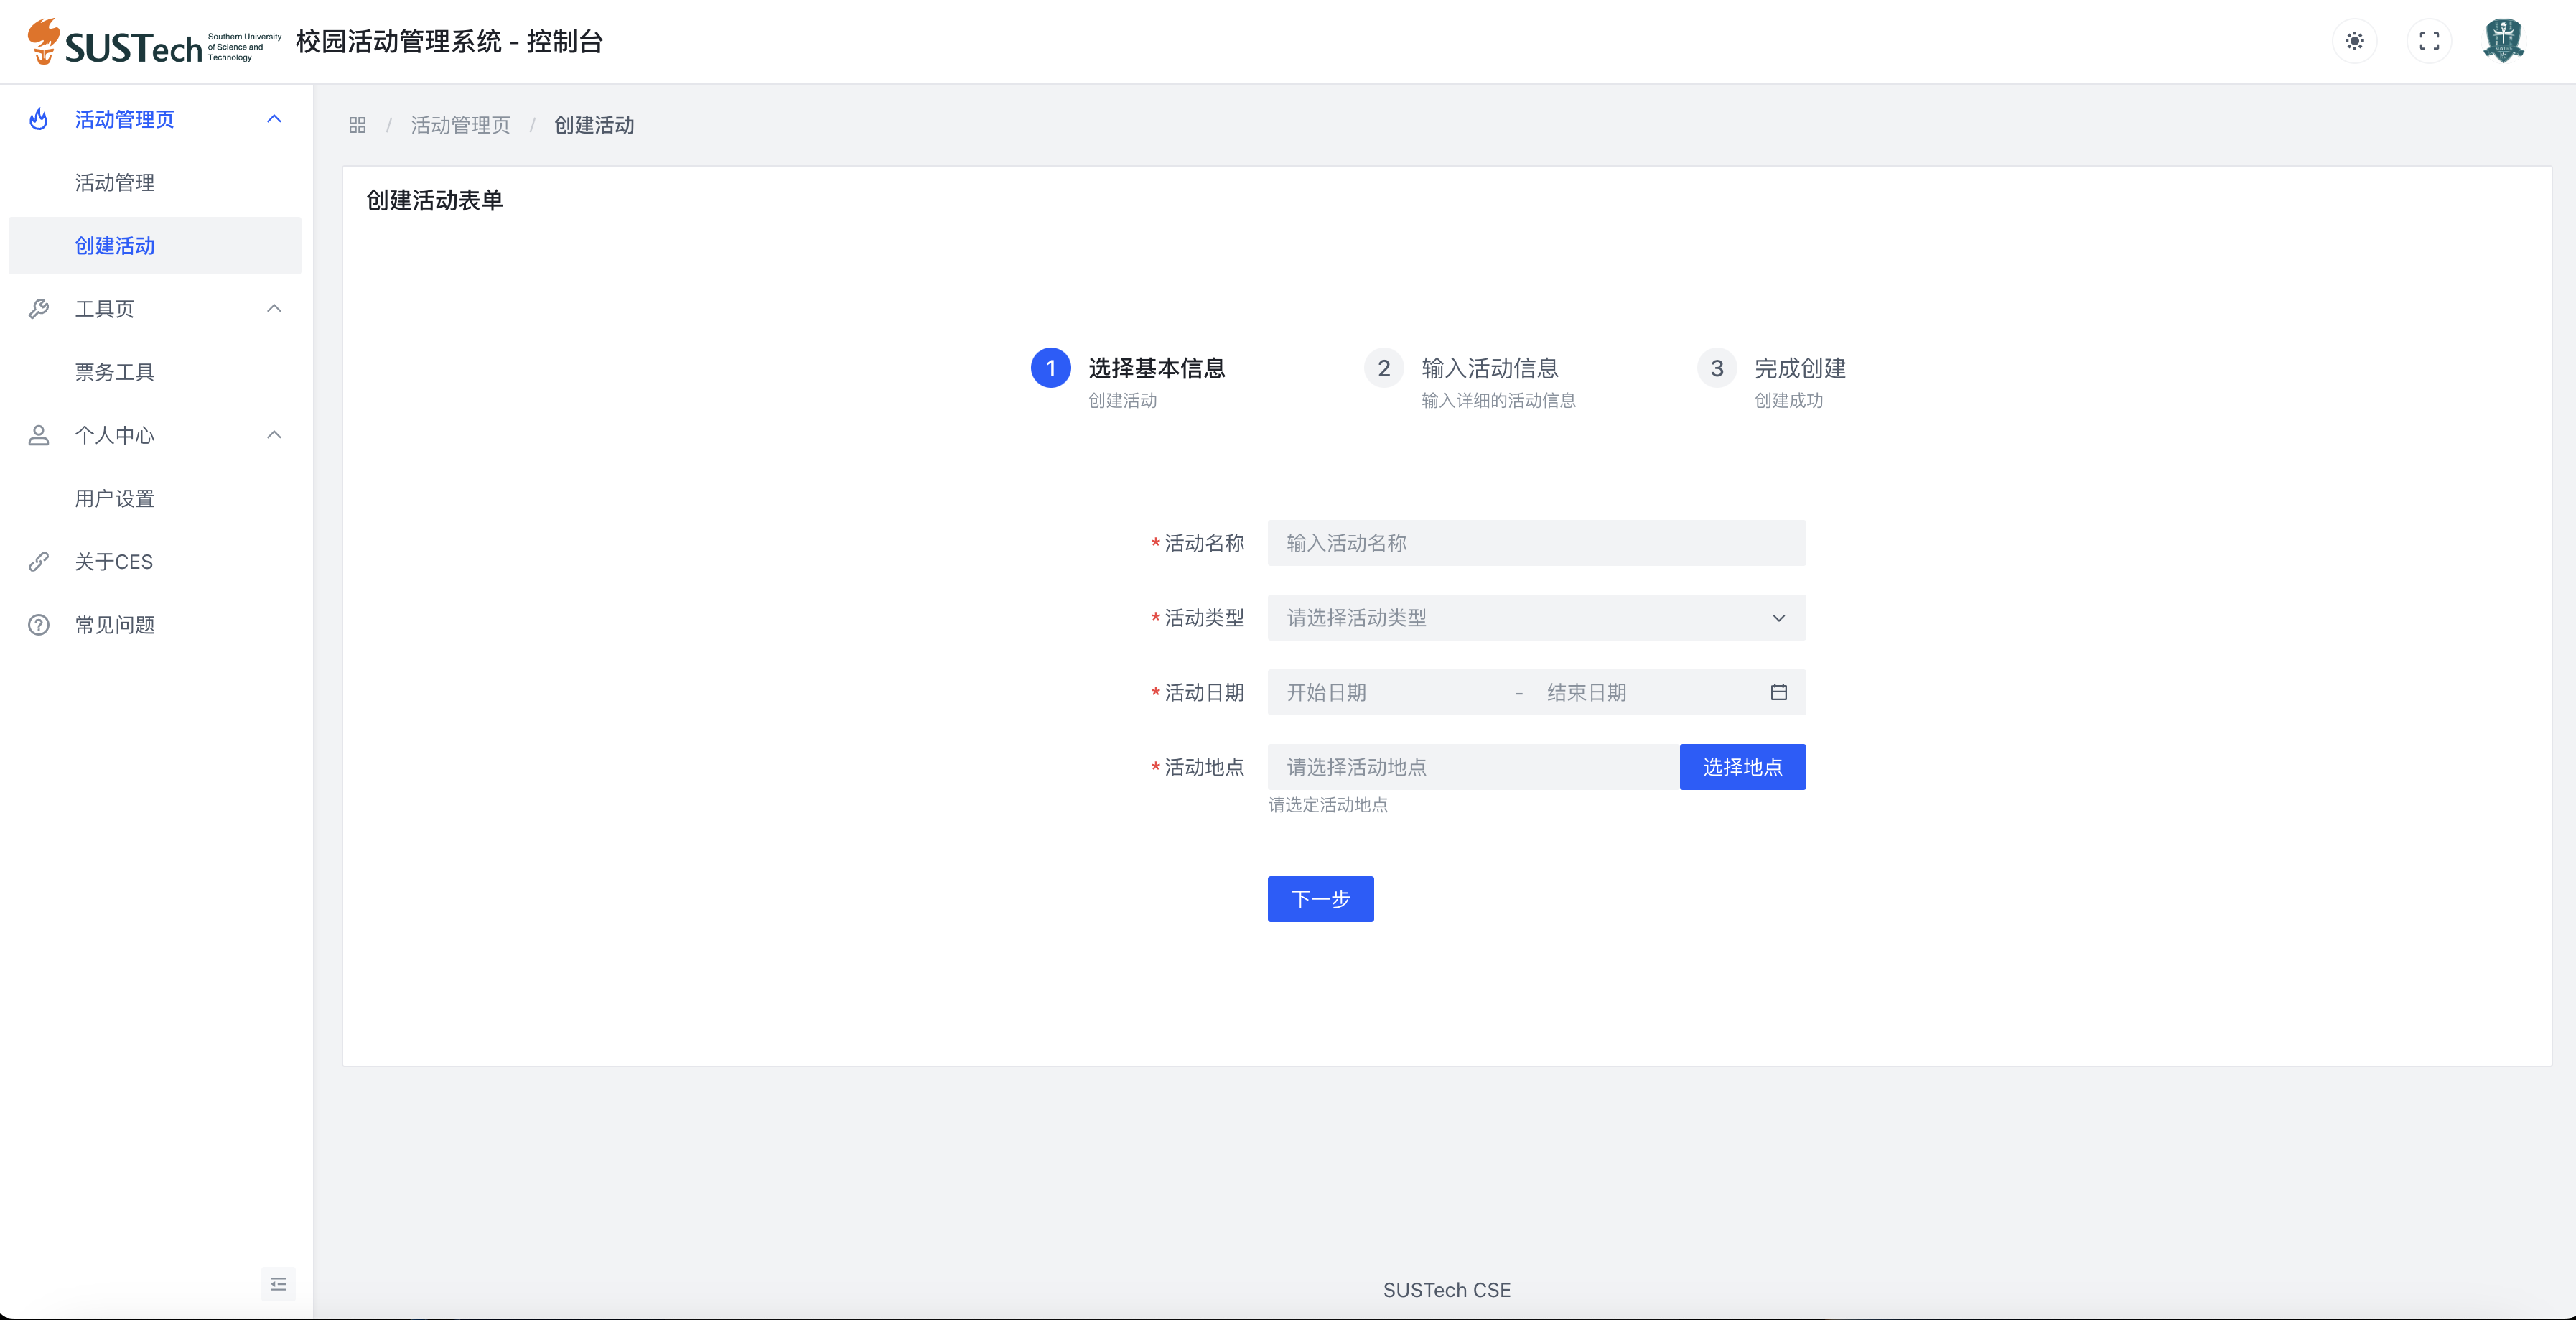 SUSTech
Southern University
of Science and
Technology
校园活动管理系统 - 控制台
活动管理页
活动管理
创建活动
工具页
票务工具
个人中心
用户设置
关于CES
常见问题
/ 活动管理页 / 创建活动
创建活动表单
1 选择基本信息
创建活动
2 输入活动信息
输入详细的活动信息
3 完成创建
创建成功
* 活动名称 输入活动名称
* 活动类型 请选择活动类型
* 活动日期 开始日期 - 结束日期
* 活动地点 请选择活动地点 选择地点
请选定活动地点
下一步
SUSTech CSE